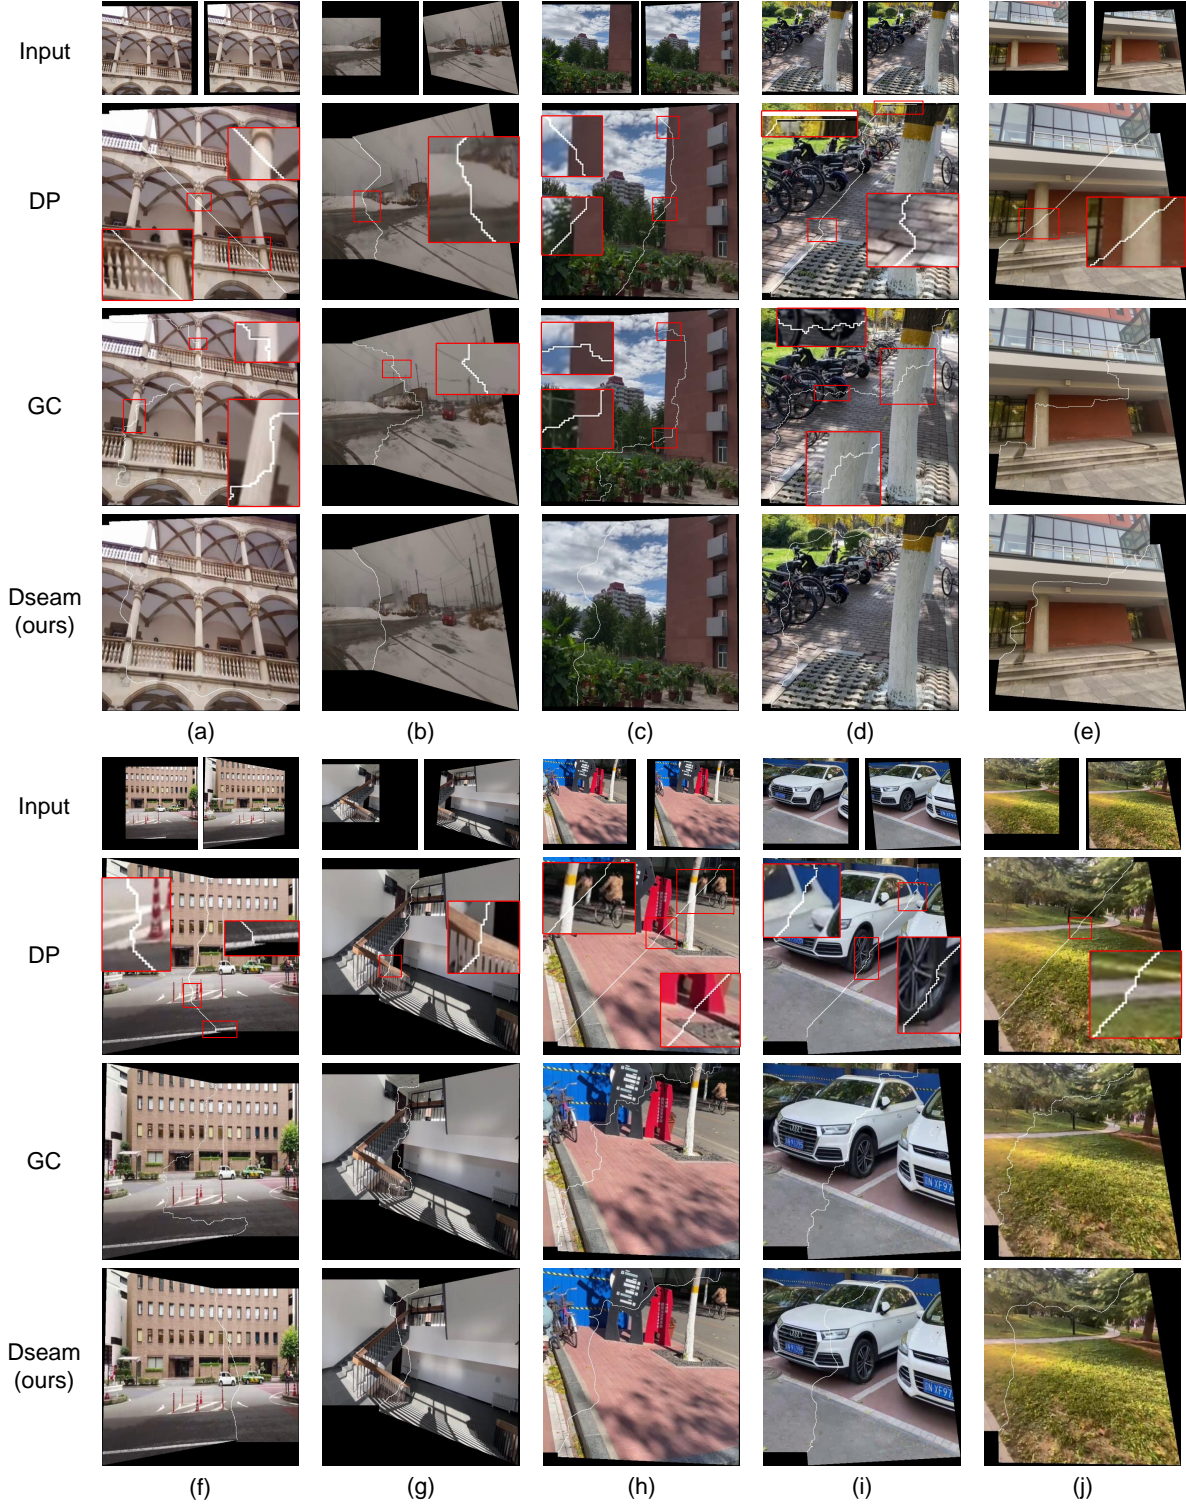 Input
DP
GC
Dseam
(ours)
(a)
(b)
(c)
(d)
(e)
Input
DP
GC
Dseam
(ours)
(f)
(g)
(h)
(i)
(j)